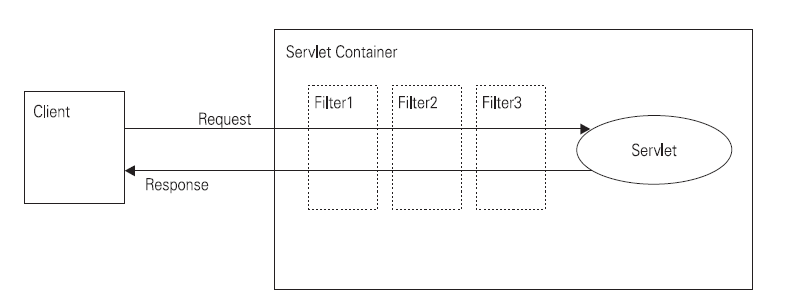 Servlet Container
Client
Filter1
Filter2
Filter3
Request
Servlet
Response